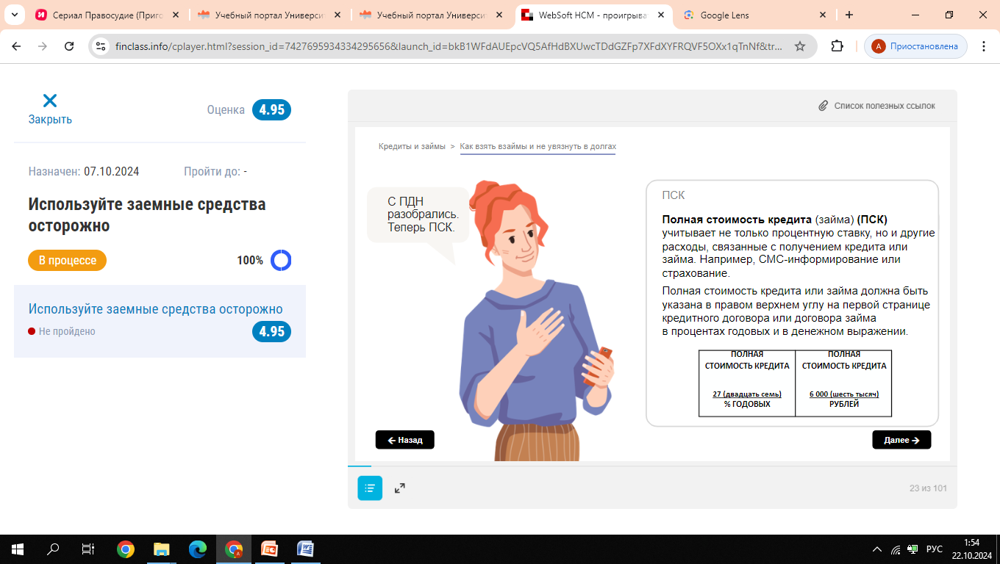 Сериал Правосудие (Приго
Учебный портал Универси
Учебный портал Универси
WebSoft HCM - проигрыва
Google Lens
finclass.info/cplayer.html?session_id=7427695934334295656&launch_id=bkB1WFdAUEpcVQ5AfHdBXUwcTDdGZFp7XFdXYFRQVF5OXx1qTnNf&tr...
А
Приостановлена
Закрыть
Оценка 4.95
Назначен: 07.10.2024
Пройти до: -
Используйте заемные средства
осторожно
В процессе
100%
Используйте заемные средства осторожно
Не пройдено
4.95
Список полезных ссылок
Кредиты и займы > Как взять взаймы и не увязнуть в долгах
С ПДН
разобрались.
Теперь ПСК.
ПСК
Полная стоимость кредита (займа) (ПСК)
учитывает не только процентную ставку, но и другие
расходы, связанные с получением кредита или
займа. Например, СМС-информирование или
страхование.
Полная стоимость кредита или займа должна быть
указана в правом верхнем углу на первой странице
кредитного договора или договора займа
в процентах годовых и в денежном выражении.
ПОЛНАЯ
СТОИМОСТЬ КРЕДИТА
27 (двадцать семь)
% ГОДОВЫХ
ПОЛНАЯ
СТОИМОСТЬ КРЕДИТА
6 000 (шесть тысяч)
РУБЛЕЙ
← Назад
Далее →
23 из 101
РУС
1:54
22.10.2024